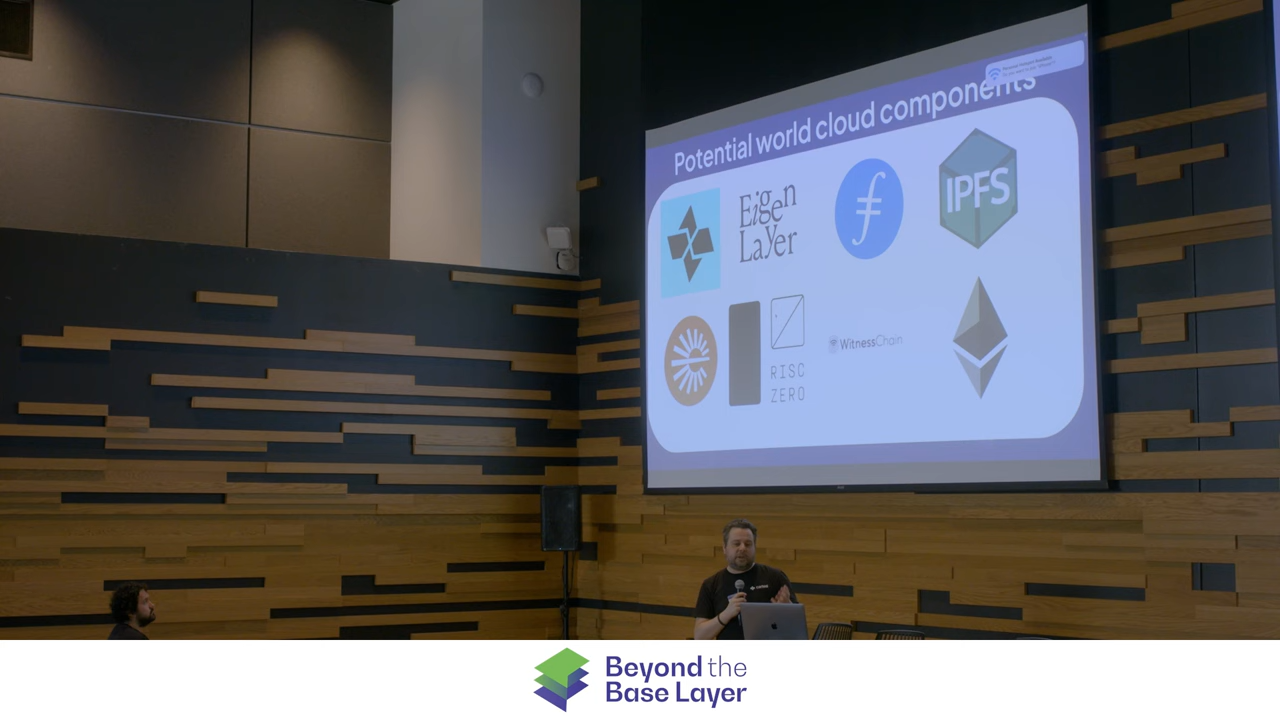 Potential world cloud components
Eigen
Layer
IPFS
RISC
ZERO
WitnessChain
Beyond the
Base Layer